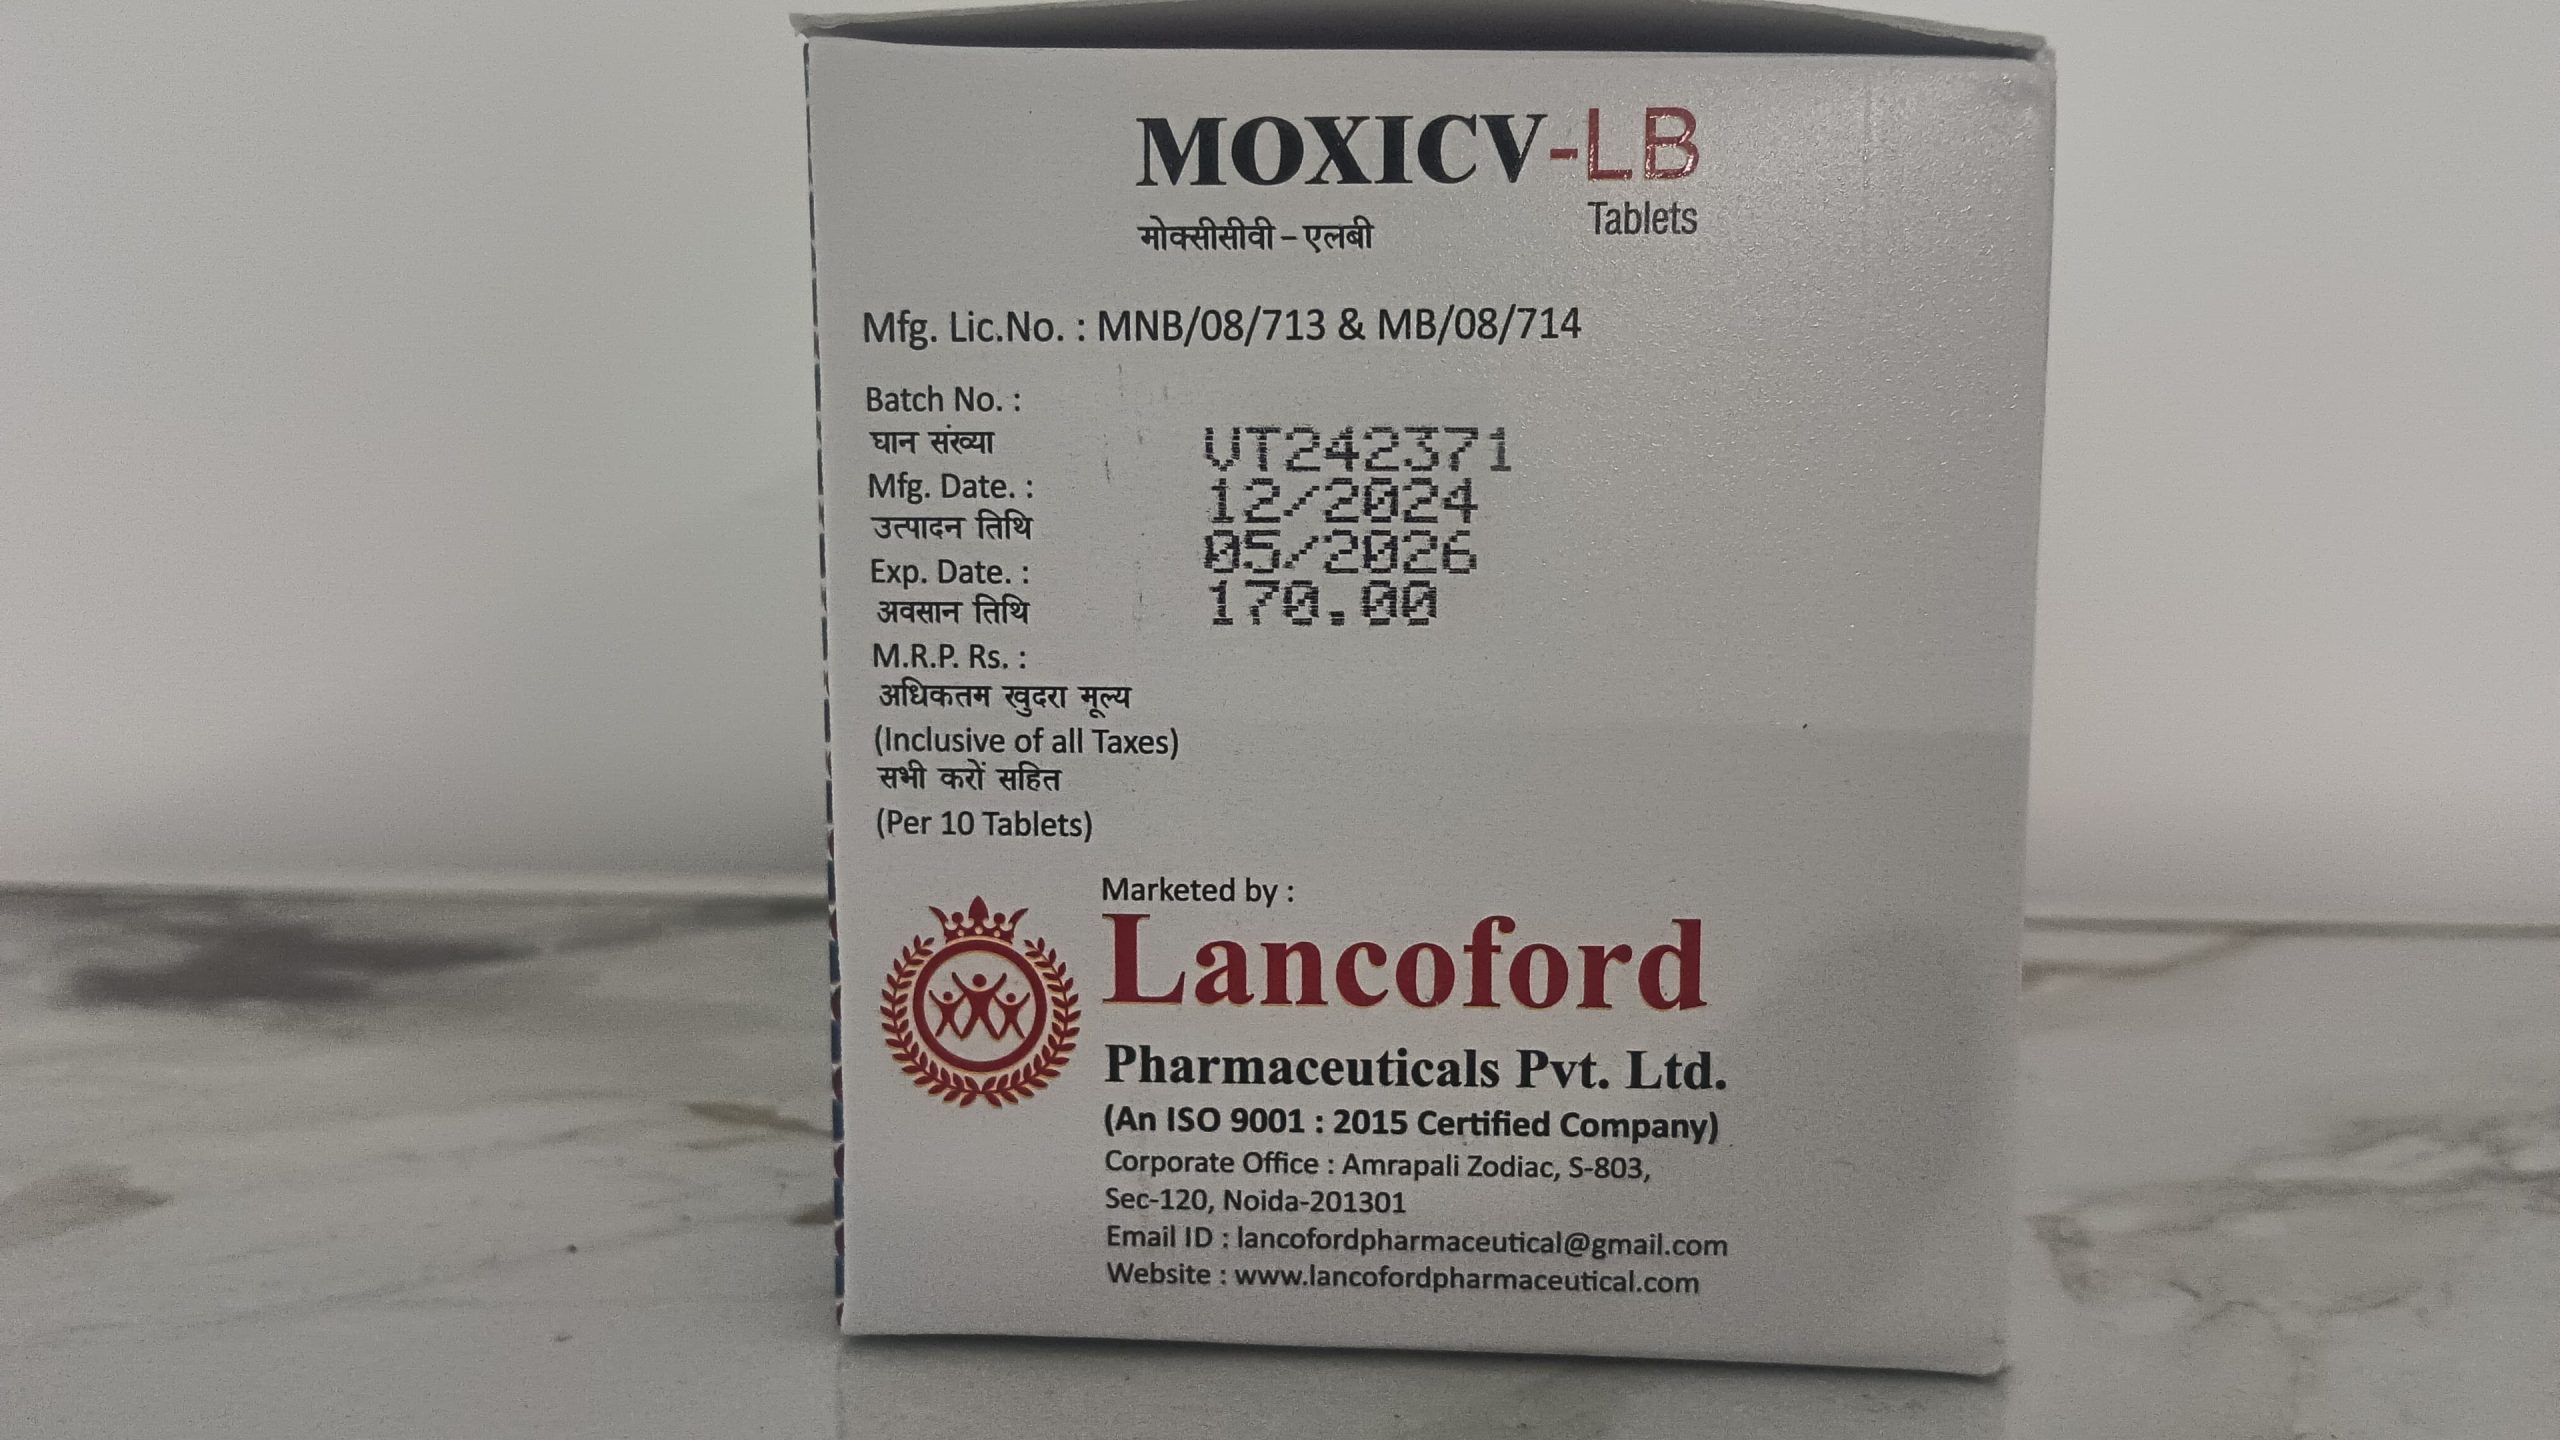 MOXICV-LB
Tablets
मोक्सीसीवी – एलबी
Mfg. Lic.No. : MNB/08/713 & MB/08/714
Batch No. :
घान संख्या
VT242371
Mfg. Date. :
12/2024
उत्पादन तिथि
05/2026
Exp. Date. :
170.00
अवसान तिथि
M.R.P. Rs. :
अधिकतम खुदरा मूल्य
(Inclusive of all Taxes)
सभी करों सहित
(Per 10 Tablets)
Marketed by :
Lancoford
Pharmaceuticals Pvt. Ltd.
(An ISO 9001 : 2015 Certified Company)
Corporate Office : Amrapali Zodiac, S-803,
Sec-120, Noida-201301
Email ID : lancofordpharmaceutical@gmail.com
Website : www.lancofordpharmaceutical.com